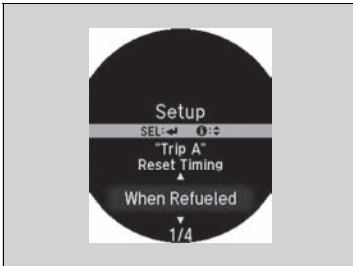 Setup
SEL:↵ ℹ:⬍
"Trip A"
Reset Timing
▲
When Refueled
▼
1/4